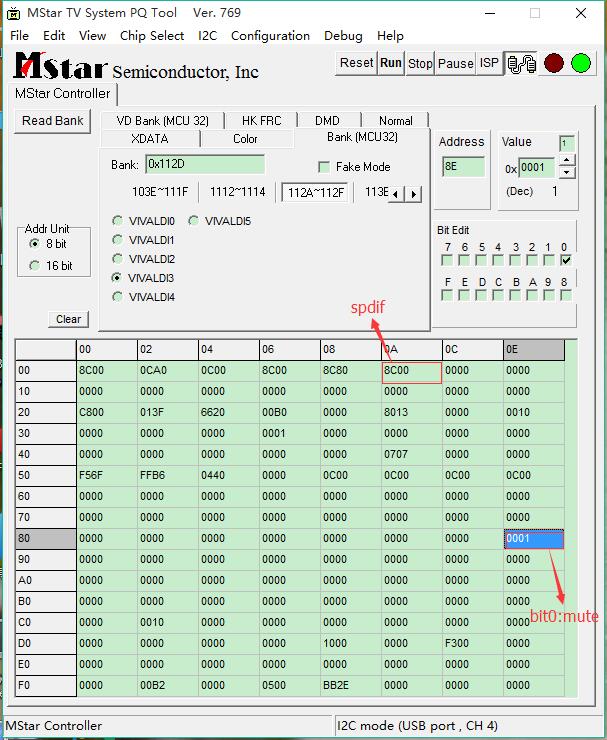 MStar TV System PQ Tool Ver. 769
File Edit View Chip Select I2C Configuration Debug Help
MStar Semiconductor, Inc
Reset Run Stop Pause ISP
MStar Controller
Read Bank
VD Bank (MCU 32) HK FRC DMD Normal
XDATA Color Bank (MCU32)
Bank: 0x112D Fake Mode
103E~111F 1112~1114 112A~112F 113E
Address
8E
Value 1
0x 0001
(Dec) 1
Addr Unit
8 bit
16 bit
Clear
VIVALDI0 VIVALDI5
VIVALDI1
VIVALDI2
VIVALDI3
VIVALDI4
Bit Edit
7 6 5 4 3 2 1 0
F E D C B A 9 8
spdif
00 02 04 06 08 0A 0C 0E
00 8C00 0CA0 0C00 8C00 8C80 8C00 0000 0000
10 0000 0000 0000 0000 0000 0000 0000 0000
20 C800 013F 6620 00B0 0000 8013 0000 0010
30 0000 0000 0000 0001 0000 0000 0000 0000
40 0000 0000 0000 0000 0000 0707 0000 0000
50 F56F FFB6 0440 0000 0C00 0C00 0C00 0C00
60 0000 0000 0000 0000 0000 0000 0000 0000
70 0000 0000 0000 0000 0000 0000 0000 0000
80 0000 0000 0000 0000 0000 0000 0000 0001
90 0000 0000 0000 0000 0000 0000 0000 0000
A0 0000 0000 0000 0000 0000 0000 0000 0000
B0 0000 0000 0000 0000 0000 0000 0000 0000
C0 0000 0010 0000 0000 0000 0000 0000 0000
D0 0000 0000 0000 0000 1000 0000 F300 0000
E0 0000 0000 0000 0000 0000 0000 0000 0000
F0 0000 00B2 0000 0500 BB2E 0000 0000 0000
bit0:mute
MStar Controller
I2C mode (USB port , CH 4)